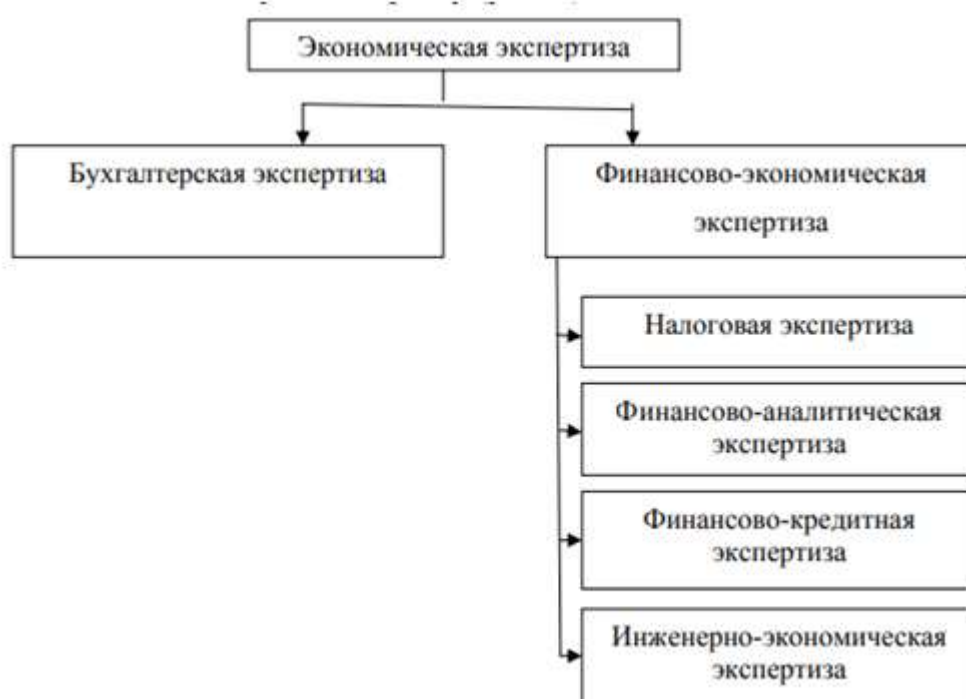 Экономическая экспертиза
Бухгалтерская экспертиза
Финансово-экономическая
экспертиза
Налоговая экспертиза
Финансово-аналитическая
экспертиза
Финансово-кредитная
экспертиза
Инженерно-экономическая
экспертиза